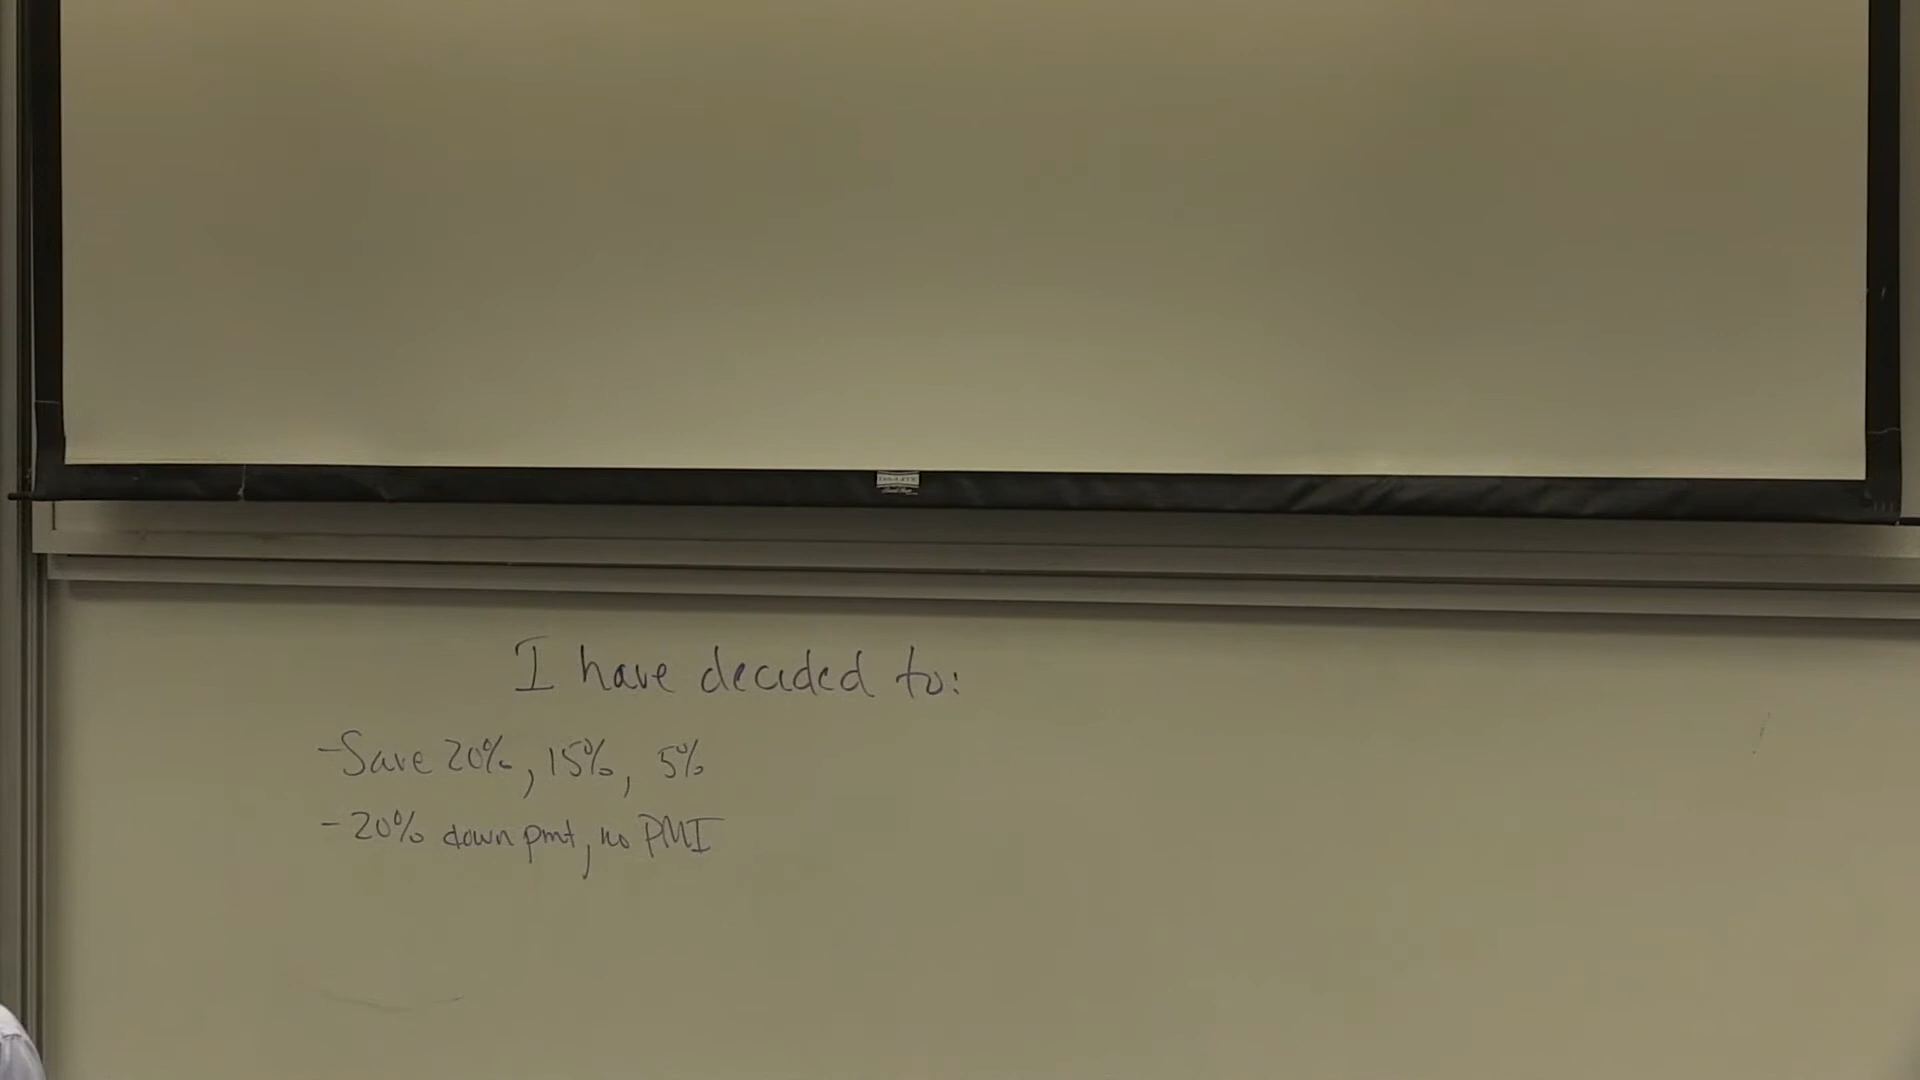 I have decided to:
-Save 20%, 15%, 5%
-20% down pmt, no PMI